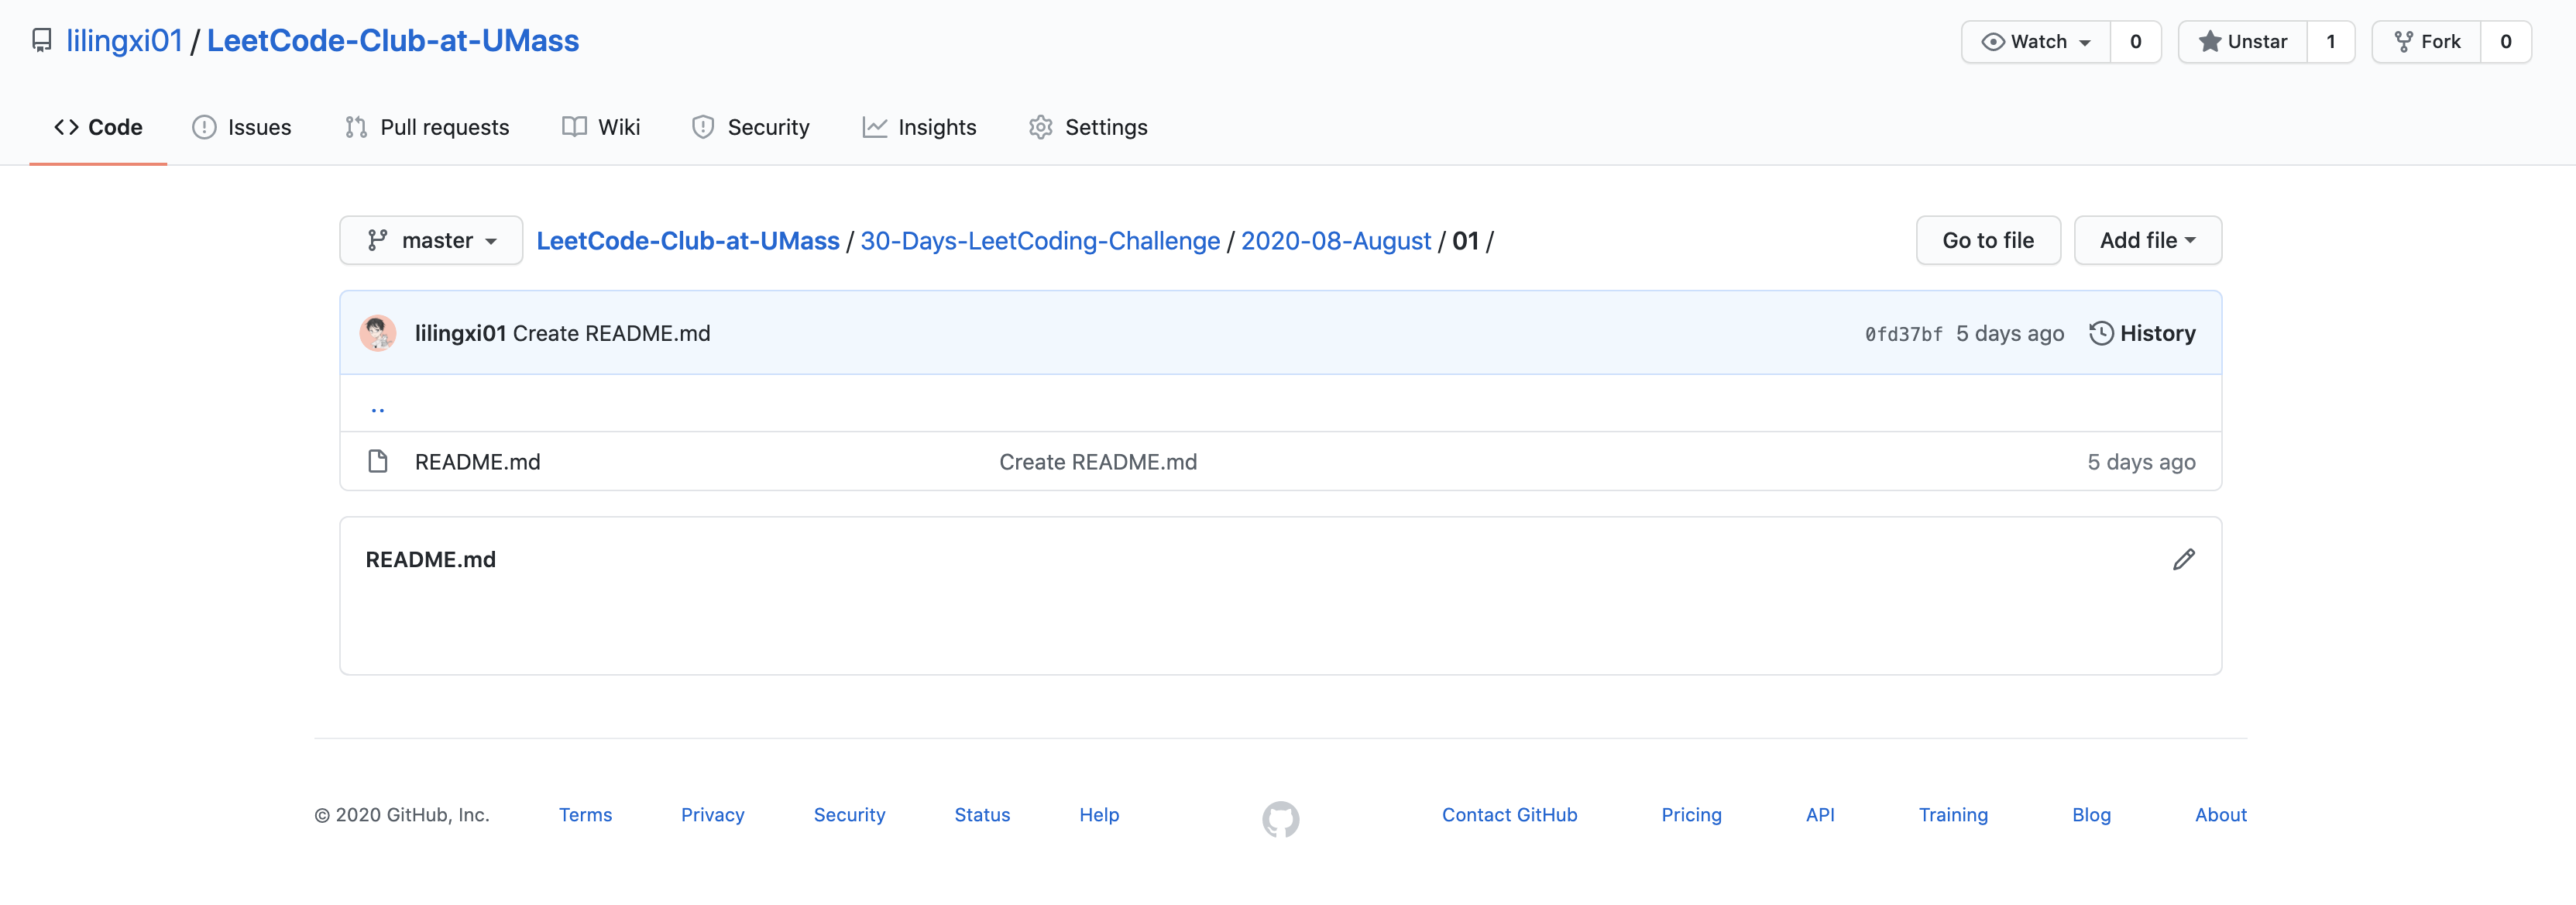 lilingxi01 / LeetCode-Club-at-UMass
Watch 0 Unstar 1 Fork 0
Code Issues Pull requests Wiki Security Insights Settings
master LeetCode-Club-at-UMass / 30-Days-LeetCoding-Challenge / 2020-08-August / 01 / Go to file Add file
lilingxi01 Create README.md 0fd37bf 5 days ago History
..
README.md Create README.md 5 days ago
README.md
© 2020 GitHub, Inc. Terms Privacy Security Status Help Contact GitHub Pricing API Training Blog About